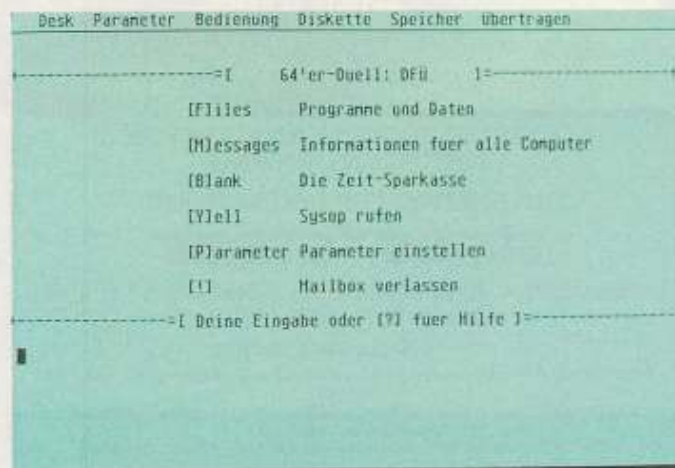 Desk Parameter Bedienung Diskette Speicher Übertragen
=[ 64'er-Duell: DFÜ ]=
[F]iles Programme und Daten
[M]essages Informationen fuer alle Computer
[B]ank Die Zeit-Sparkasse
[Y]ell Sysop rufen
[P]arameter Parameter einstellen
[!] Mailbox verlassen
=[ Deine Eingabe oder [?] fuer Hilfe ]=